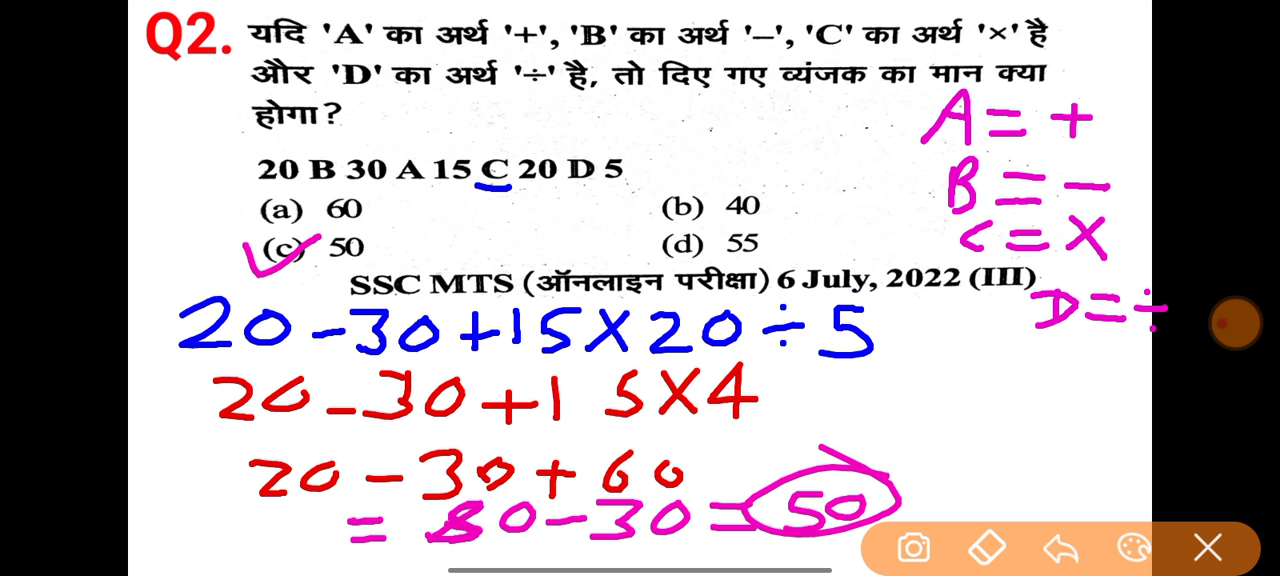 Q2. यदि 'A' का अर्थ '+', 'B' का अर्थ '–', 'C' का अर्थ '×' है
और 'D' का अर्थ '÷' है, तो दिए गए व्यंजक का मान क्या
होगा?
20 B 30 A 15 C 20 D 5
(a) 60 (b) 40
(c) 50 (d) 55
SSC MTS (ऑनलाइन परीक्षा) 6 July, 2022 (III)
A = +
B = –
C = ×
D = ÷
20 – 30 + 15 × 20 ÷ 5
20 – 30 + 15 × 4
20 – 30 + 60
= 80 – 30 = 50